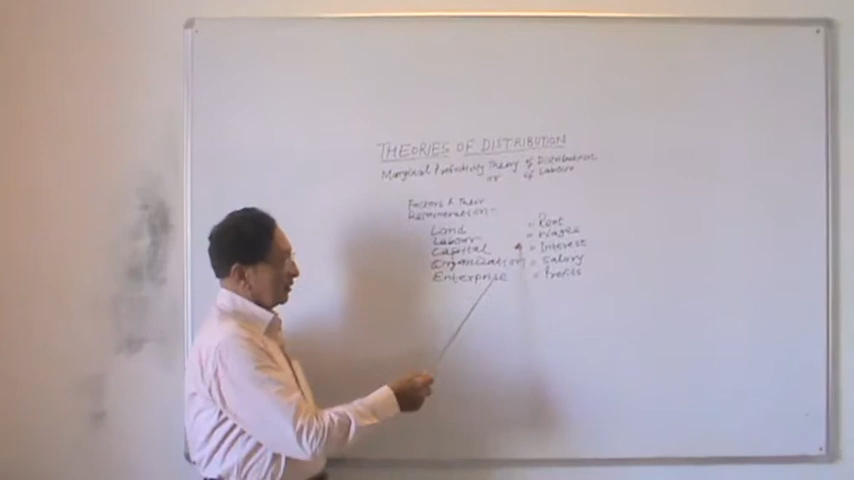 THEORIES OF DISTRIBUTION
Marginal Productivity Theory of Distribution
or of Labour
Factors & Their
Remuneration:-
Land = Rent
Labour = Wages
Capital = Interest
Organization = Salary
Enterprise = Profits